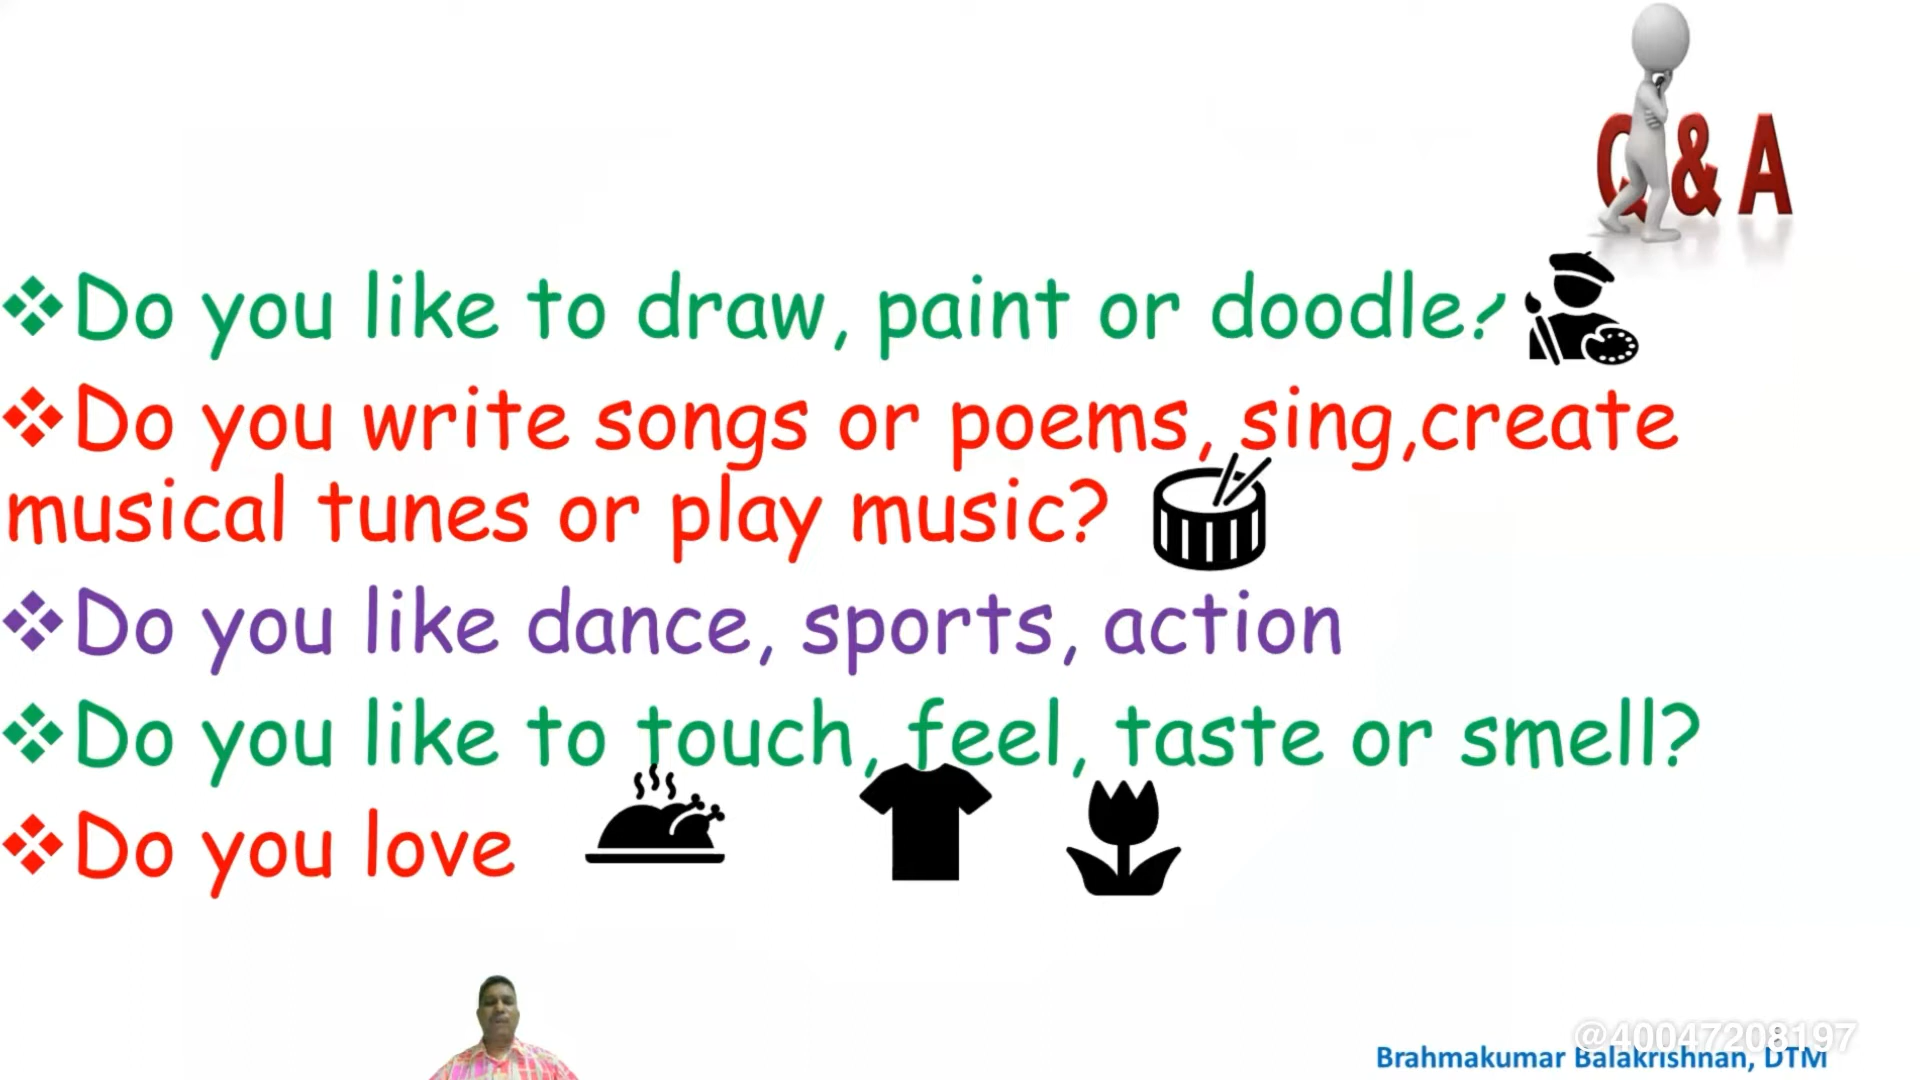 Q & A
❖Do you like to draw, paint or doodle?
❖Do you write songs or poems, sing,create
musical tunes or play music?
❖Do you like dance, sports, action
❖Do you like to touch, feel, taste or smell?
❖Do you love
@40047208197
Brahmakumar Balakrishnan, DTM